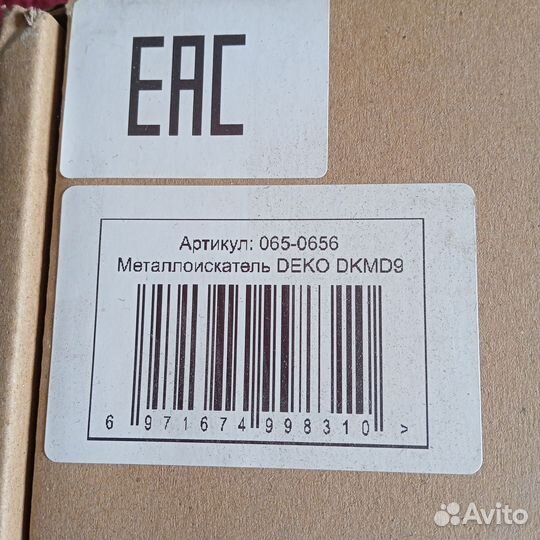 EAC
Артикул: 065-0656
Металлоискатель DEKO DKMD9
6 971674 998310 >
Avito